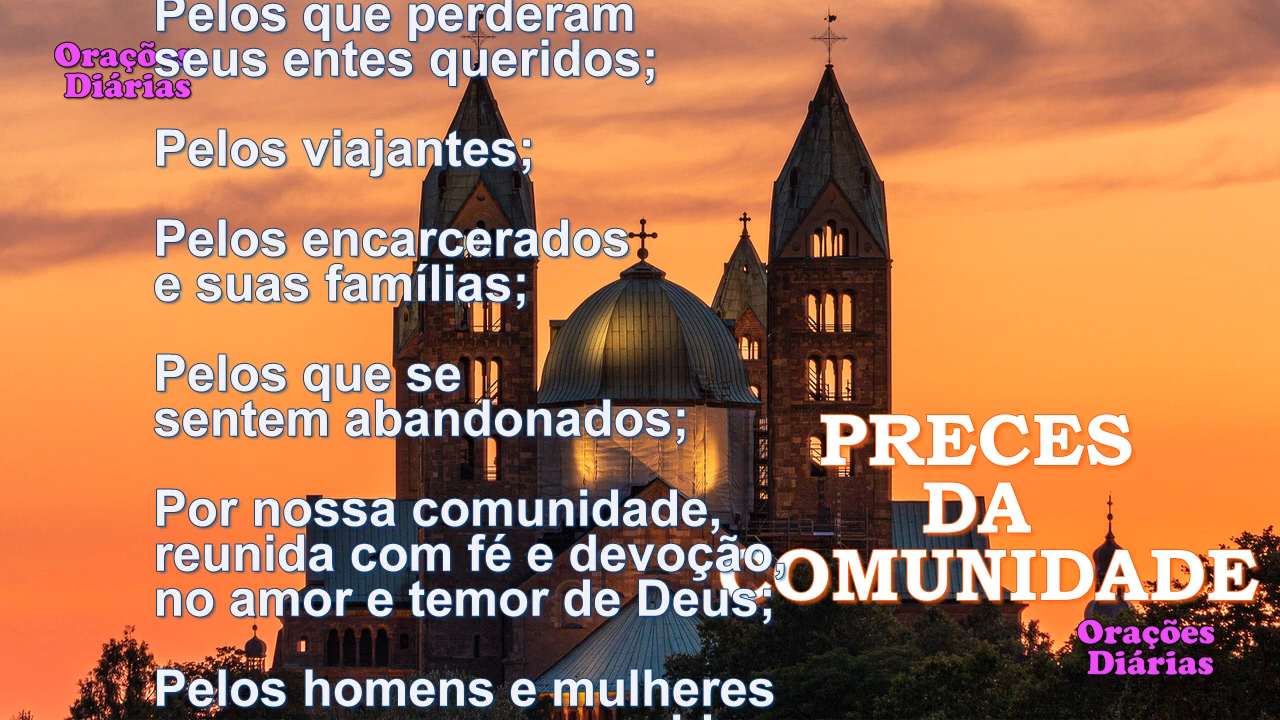 Pelos que perderam
seus entes queridos;
Pelos viajantes;
Pelos encarcerados
e suas famílias;
Pelos que se
sentem abandonados;
Por nossa comunidade,
reunida com fé e devoção,
no amor e temor de Deus;
Pelos homens e mulheres
Orações
Diárias
PRECES
DA
COMUNIDADE
Orações
Diárias